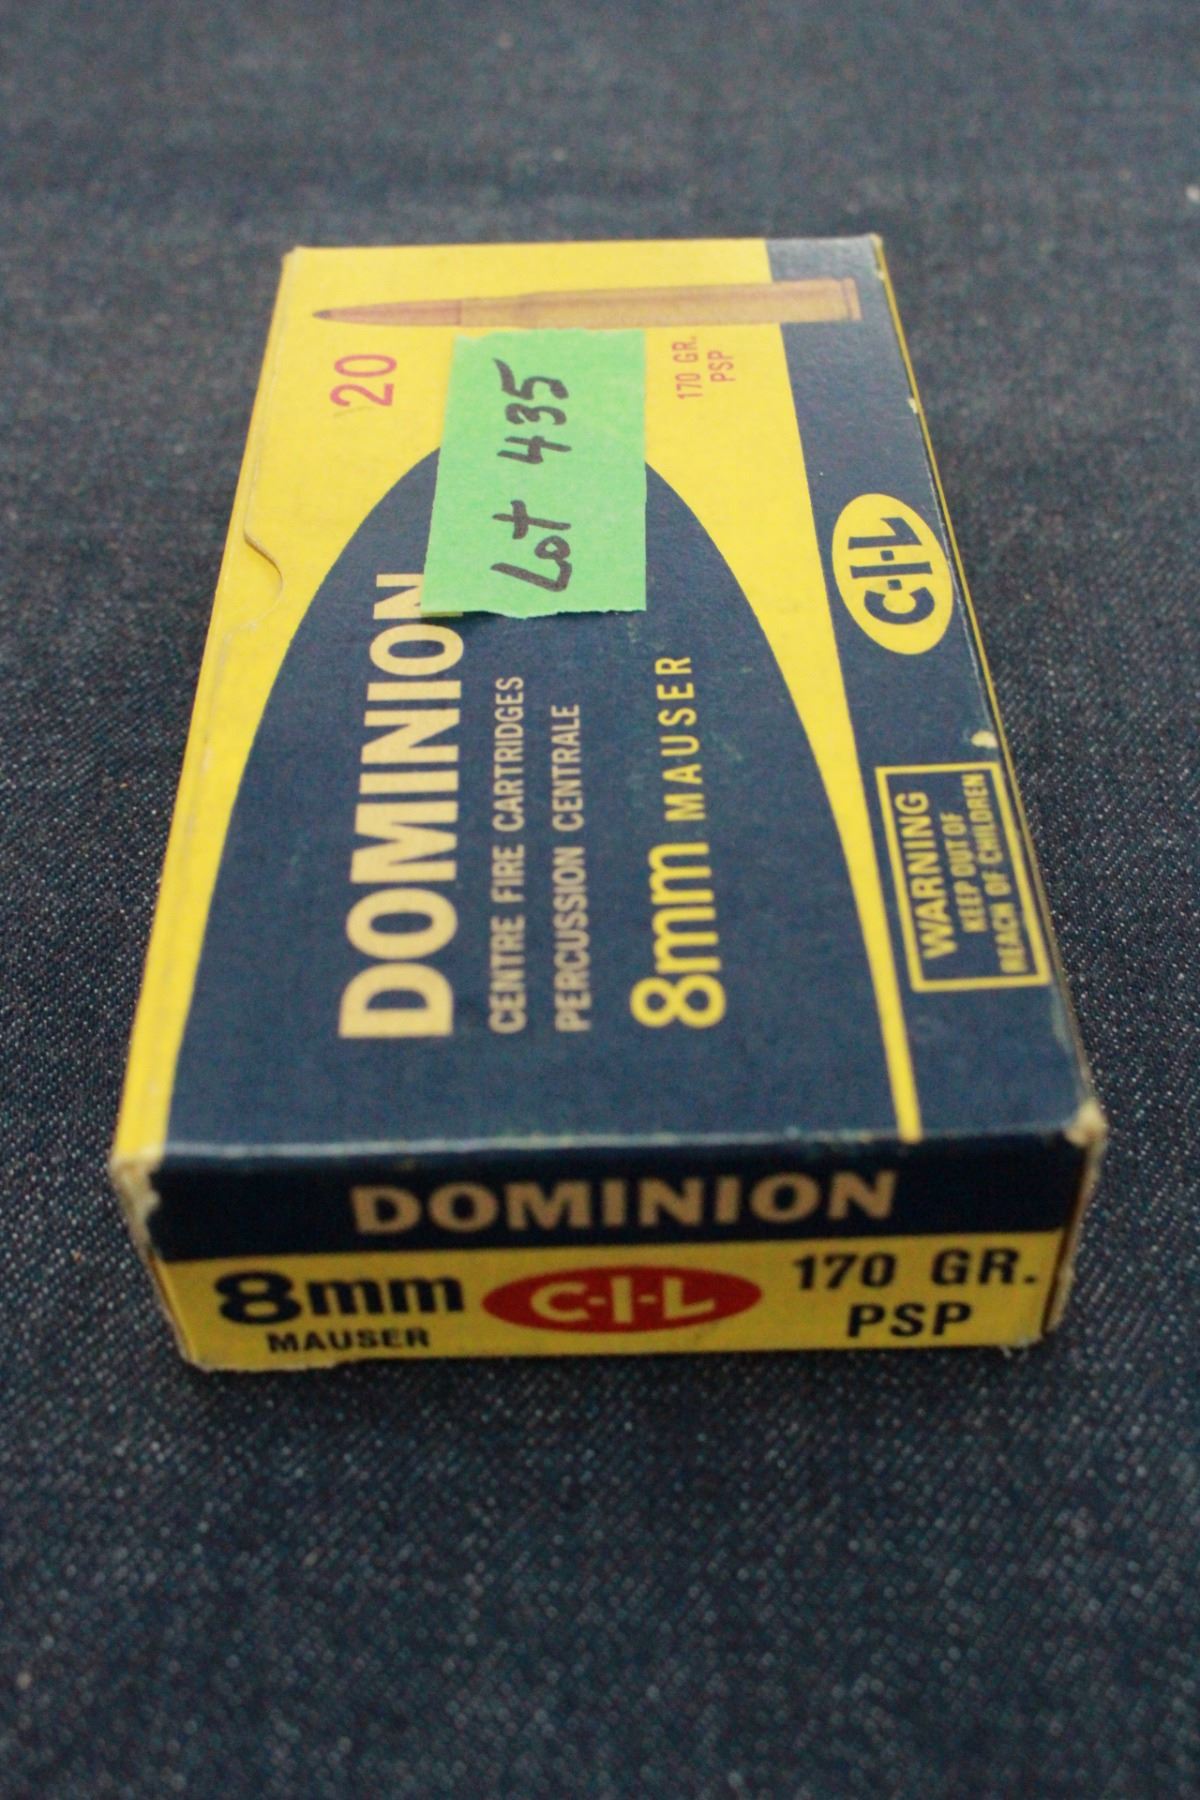 20
170 GR.
PSP
Lot 435
DOMINION
CENTRE FIRE CARTRIDGES
PERCUSSION CENTRALE
8mm MAUSER
C-I-L
WARNING
KEEP OUT OF
REACH OF CHILDREN
DOMINION
8mm
MAUSER
C-I-L
170 GR.
PSP